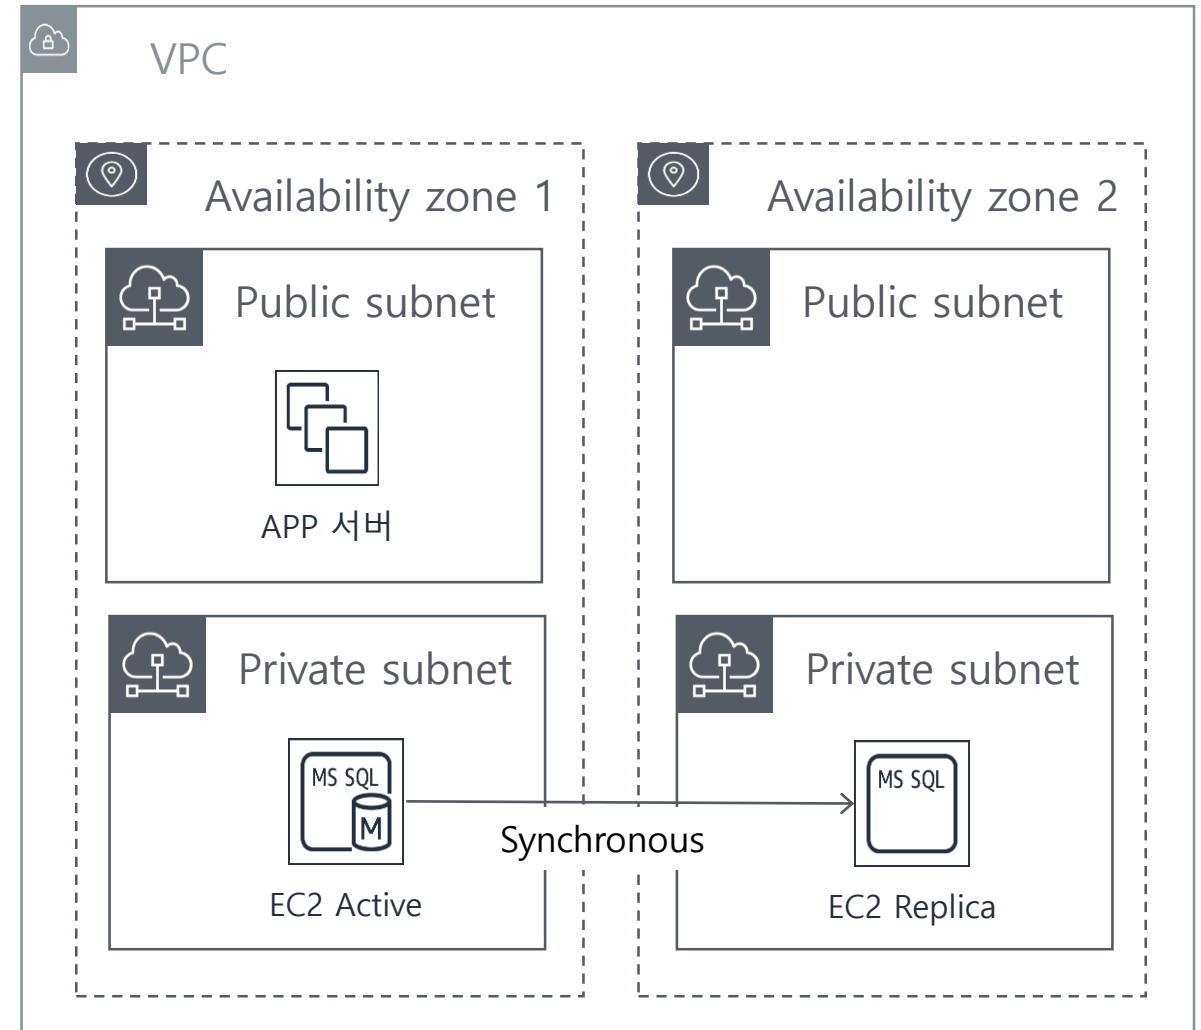 VPC
Availability zone 1
Availability zone 2
Public subnet
Public subnet
APP 서버
Private subnet
Private subnet
MS SQL
M
MS SQL
Synchronous
EC2 Active
EC2 Replica